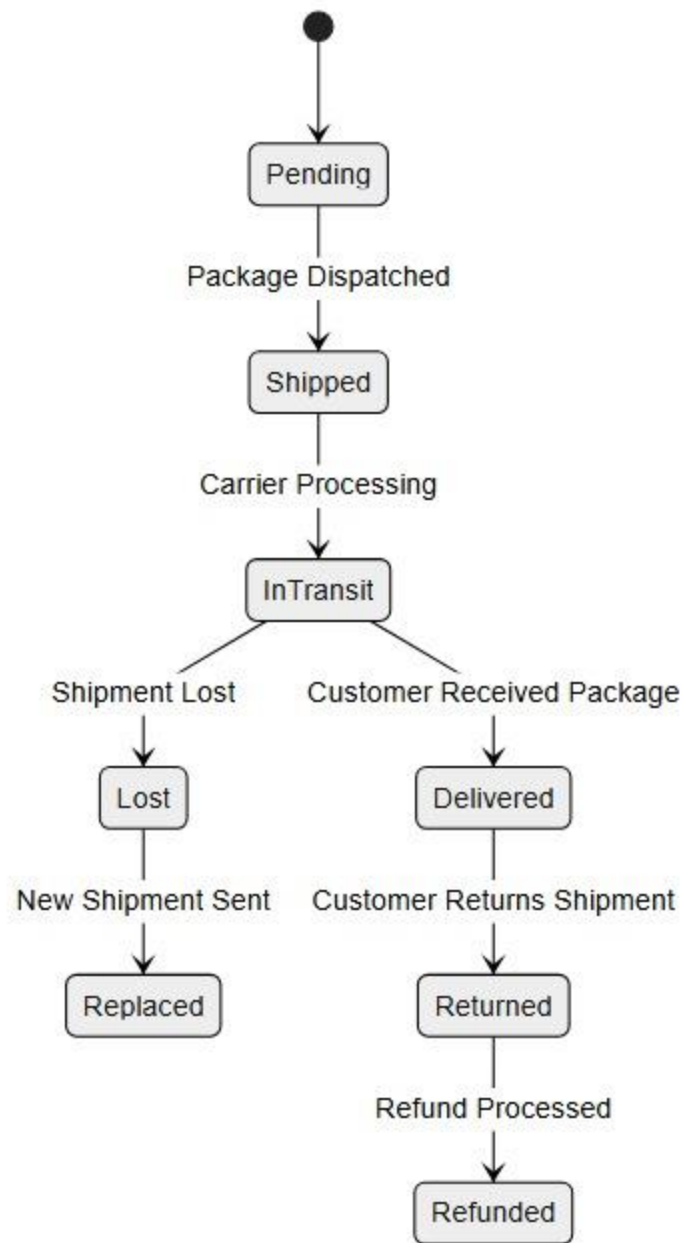 Pending
Package Dispatched
Shipped
Carrier Processing
InTransit
Shipment Lost
Customer Received Package
Lost
Delivered
New Shipment Sent
Customer Returns Shipment
Replaced
Returned
Refund Processed
Refunded